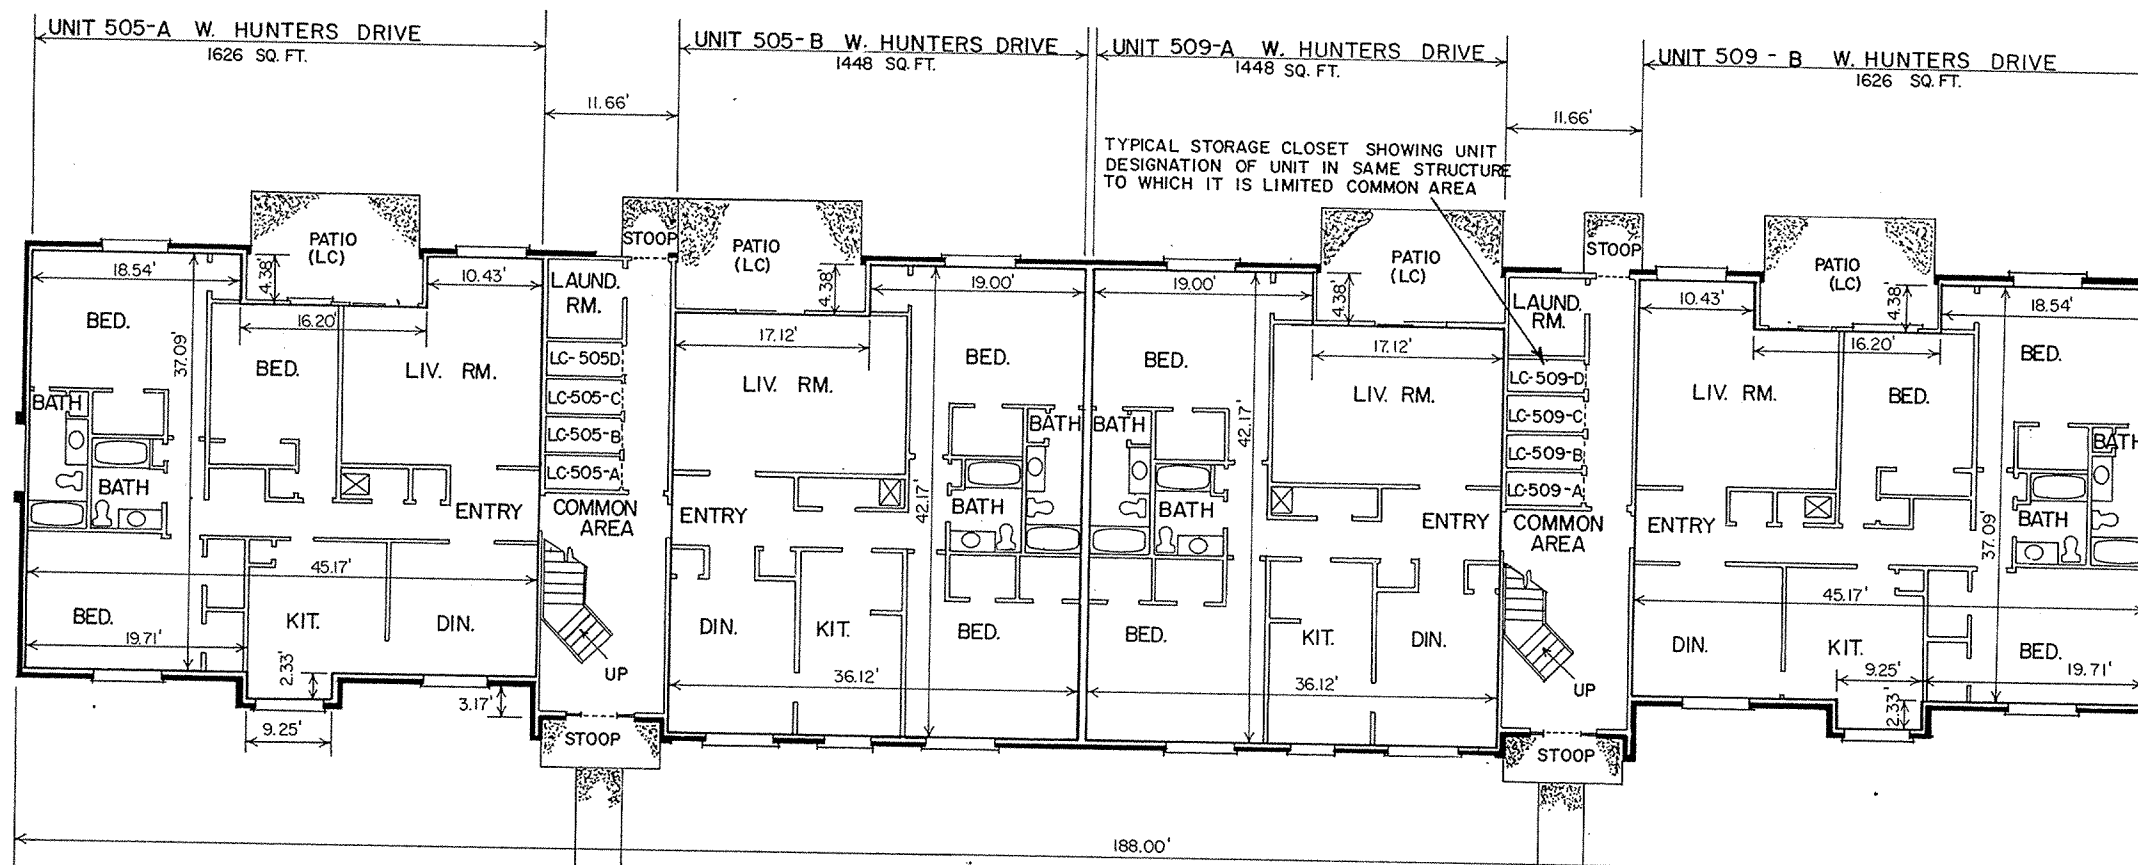 UNIT 505-A W. HUNTERS DRIVE
1626 SQ. FT.
UNIT 505-B W. HUNTERS DRIVE
1448 SQ. FT.
UNIT 509-A W. HUNTERS DRIVE
1448 SQ. FT.
UNIT 509 - B W. HUNTERS DRIVE
1626 SQ. FT.
11.66'
11.66'
TYPICAL STORAGE CLOSET SHOWING UNIT
DESIGNATION OF UNIT IN SAME STRUCTURE
TO WHICH IT IS LIMITED COMMON AREA
PATIO
(LC)
STOOP
PATIO
(LC)
PATIO
(LC)
STOOP
PATIO
(LC)
18.54'
4.38'
10.43'
LAUND.
RM.
4.38'
19.00'
19.00'
4.38'
LAUND.
RM.
10.43'
4.38'
18.54'
BED.
16.20'
37.09'
BED.
LIV. RM.
LC-505D
LC-505-C
LC-505-B
LC-505-A
17.12'
LIV. RM.
BED.
BED.
17.12'
LIV. RM.
LC-509-D
LC-509-C
LC-509-B
LC-509-A
16.20'
LIV. RM.
BED.
BED.
BATH
BATH
BATH
BATH
42.17'
42.17'
BATH
BATH
BATH
BATH
37.09'
ENTRY
COMMON
AREA
ENTRY
ENTRY
COMMON
AREA
ENTRY
45.17'
45.17'
BED.
19.71'
KIT.
DIN.
UP
DIN.
KIT.
BED.
BED.
KIT.
DIN.
UP
DIN.
KIT.
BED.
2.33'
3.17'
36.12'
36.12'
9.25'
19.71'
2.33'
9.25'
STOOP
STOOP
188.00'